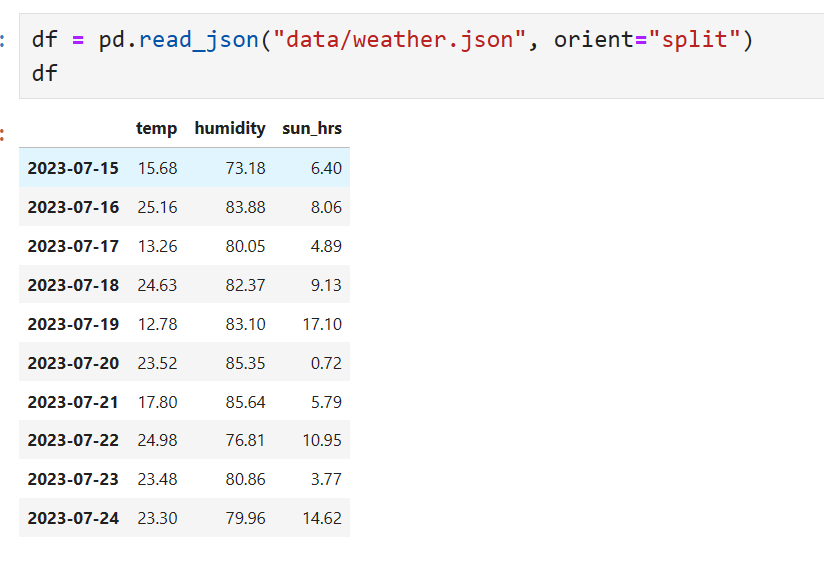 : df = pd.read_json("data/weather.json", orient="split")
df
:
temp humidity sun_hrs
2023-07-15 15.68 73.18 6.40
2023-07-16 25.16 83.88 8.06
2023-07-17 13.26 80.05 4.89
2023-07-18 24.63 82.37 9.13
2023-07-19 12.78 83.10 17.10
2023-07-20 23.52 85.35 0.72
2023-07-21 17.80 85.64 5.79
2023-07-22 24.98 76.81 10.95
2023-07-23 23.48 80.86 3.77
2023-07-24 23.30 79.96 14.62